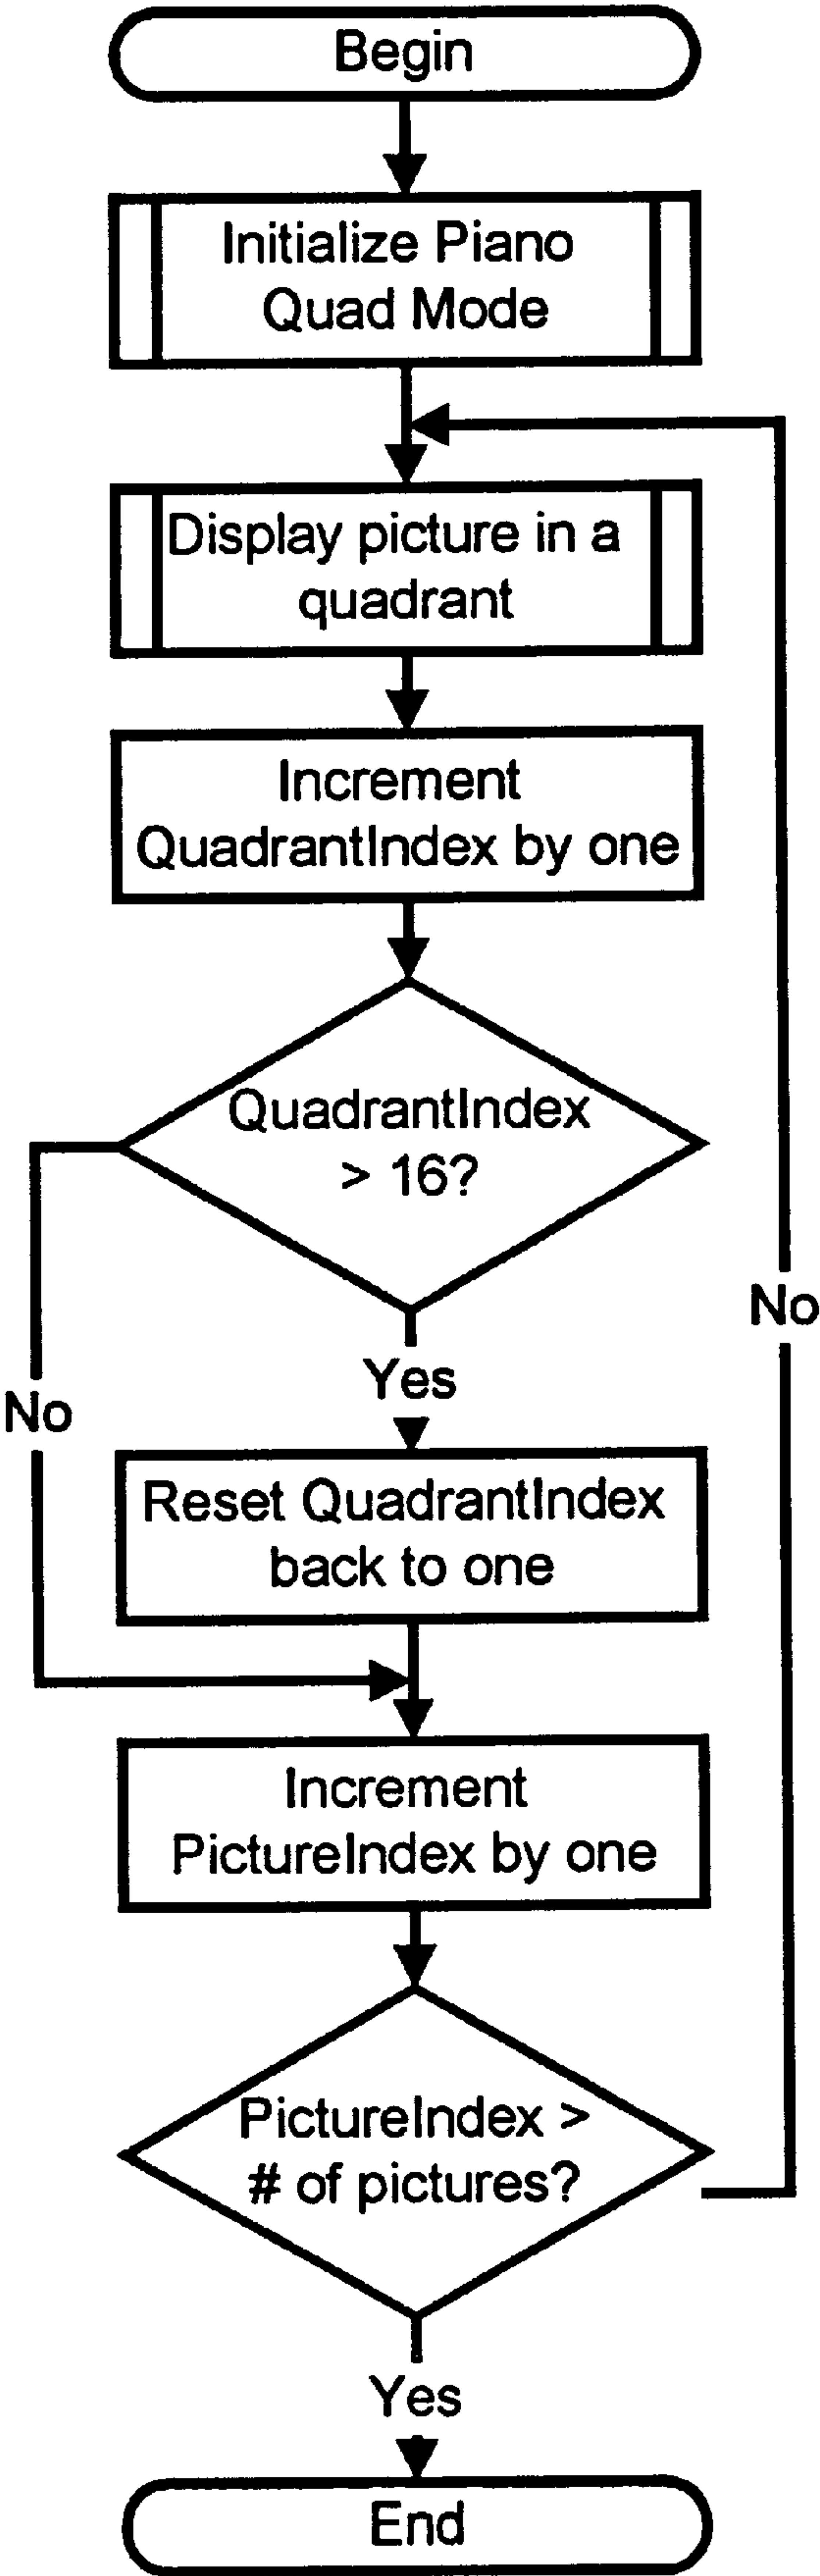 Begin
Initialize Piano
Quad Mode
Display picture in a
quadrant
Increment
QuadrantIndex by one
QuadrantIndex
> 16?
No
Yes
No
Reset QuadrantIndex
back to one
Increment
PictureIndex by one
PictureIndex >
# of pictures?
Yes
End